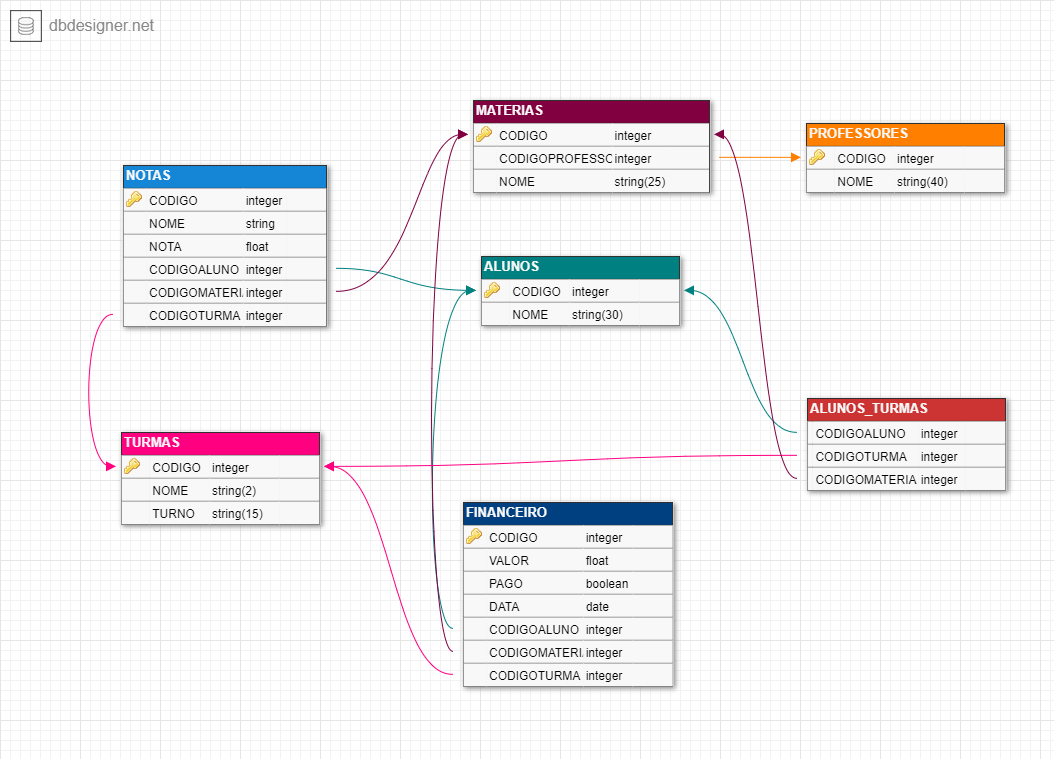 dbdesigner.net
MATERIAS
CODIGO integer
CODIGOPROFESSC integer
NOME string(25)
PROFESSORES
CODIGO integer
NOME string(40)
NOTAS
CODIGO integer
NOME string
NOTA float
CODIGOALUNO integer
CODIGOMATERI integer
CODIGOTURMA integer
ALUNOS
CODIGO integer
NOME string(30)
ALUNOS_TURMAS
CODIGOALUNO integer
CODIGOTURMA integer
CODIGOMATERIA integer
TURMAS
CODIGO integer
NOME string(2)
TURNO string(15)
FINANCEIRO
CODIGO integer
VALOR float
PAGO boolean
DATA date
CODIGOALUNO integer
CODIGOMATERI integer
CODIGOTURMA integer